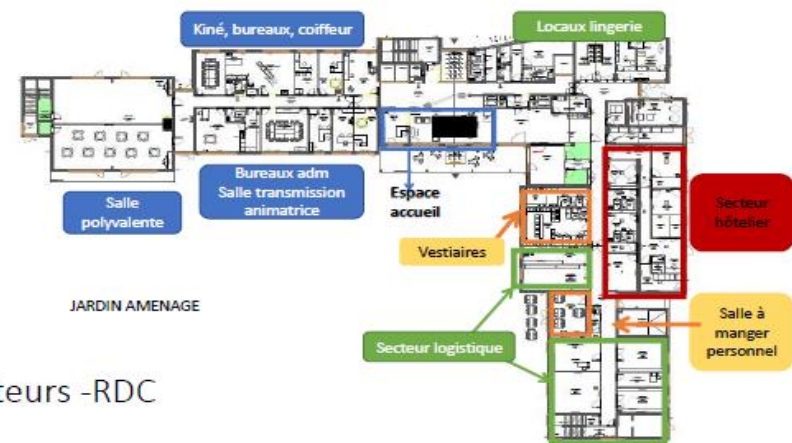 Kiné, bureaux, coiffeur
Locaux lingerie
Bureaux adm
Salle transmission
animatrice
Salle
polyvalente
Espace
accueil
Vestiaires
Secteur
hôtelier
JARDIN AMENAGE
Secteur logistique
Salle à
manger
personnel
teurs -RDC